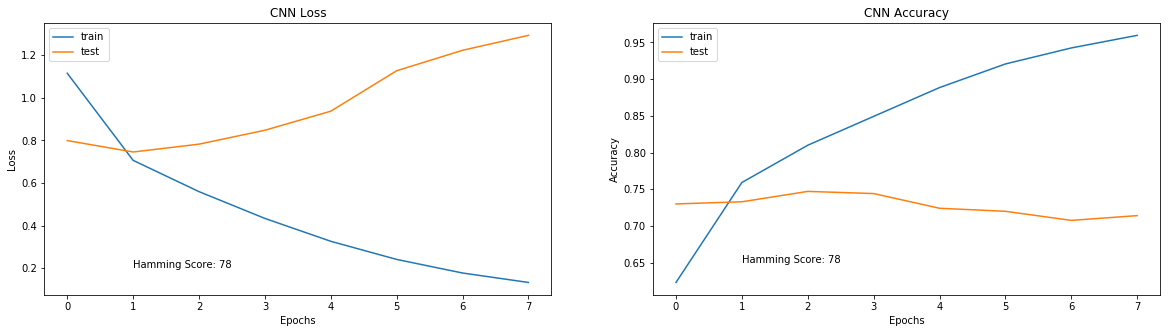 CNN Loss
train
test
1.2
1.0
0.8
0.6
0.4
0.2
Loss
Hamming Score: 78
0 1 2 3 4 5 6 7
Epochs
CNN Accuracy
train
test
0.95
0.90
0.85
0.80
0.75
0.70
0.65
Accuracy
Hamming Score: 78
0 1 2 3 4 5 6 7
Epochs